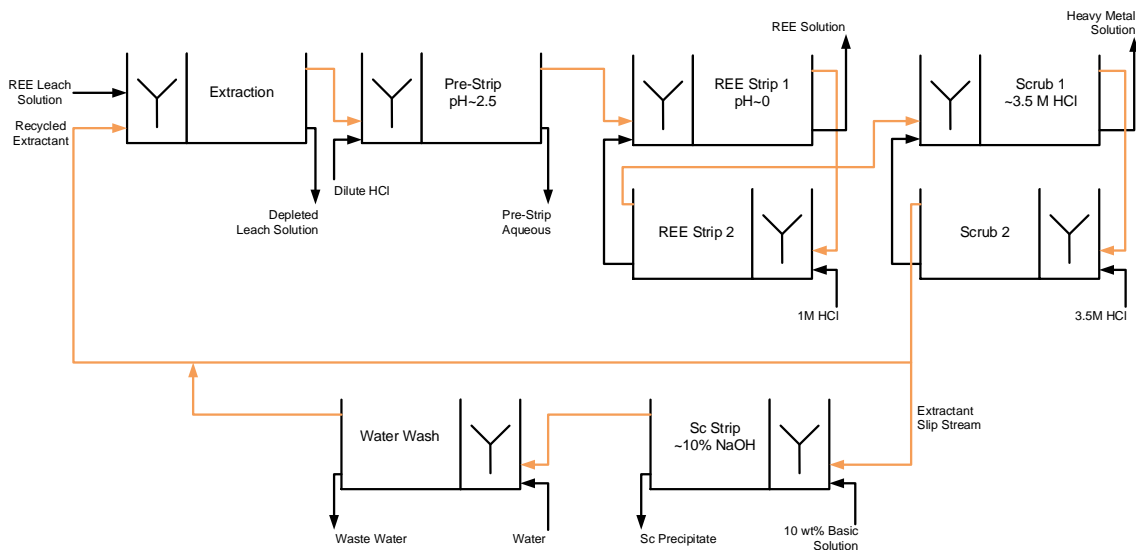 REE Solution
Heavy Metal
Solution
REE Leach
Solution
Recycled
Extractant
Extraction
Pre-Strip
pH~2.5
REE Strip 1
pH~0
Scrub 1
~3.5 M HCl
Dilute HCl
Depleted
Leach Solution
Pre-Strip
Aqueous
REE Strip 2
Scrub 2
1M HCl
3.5M HCl
Extractant
Slip Stream
Water Wash
Sc Strip
~10% NaOH
Waste Water
Water
Sc Precipitate
10 wt% Basic
Solution